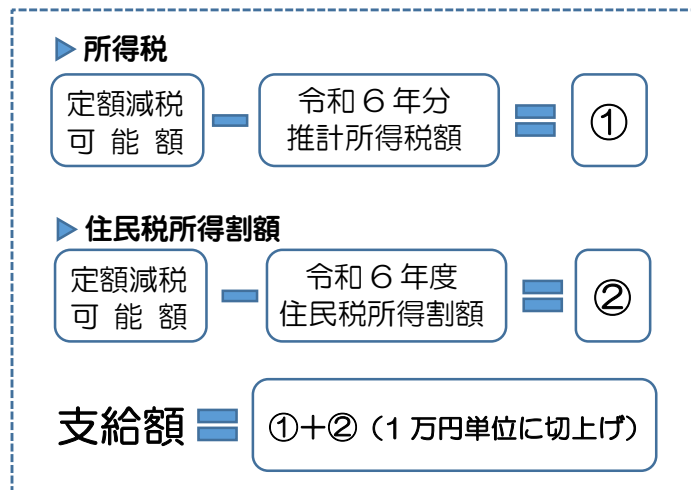 ▶所得税
定額減税
可能額
令和６年分
推計所得税額
①
▶住民税所得割額
定額減税
可能額
令和６年度
住民税所得割額
②
支給額
①＋②（１万円単位に切上げ）